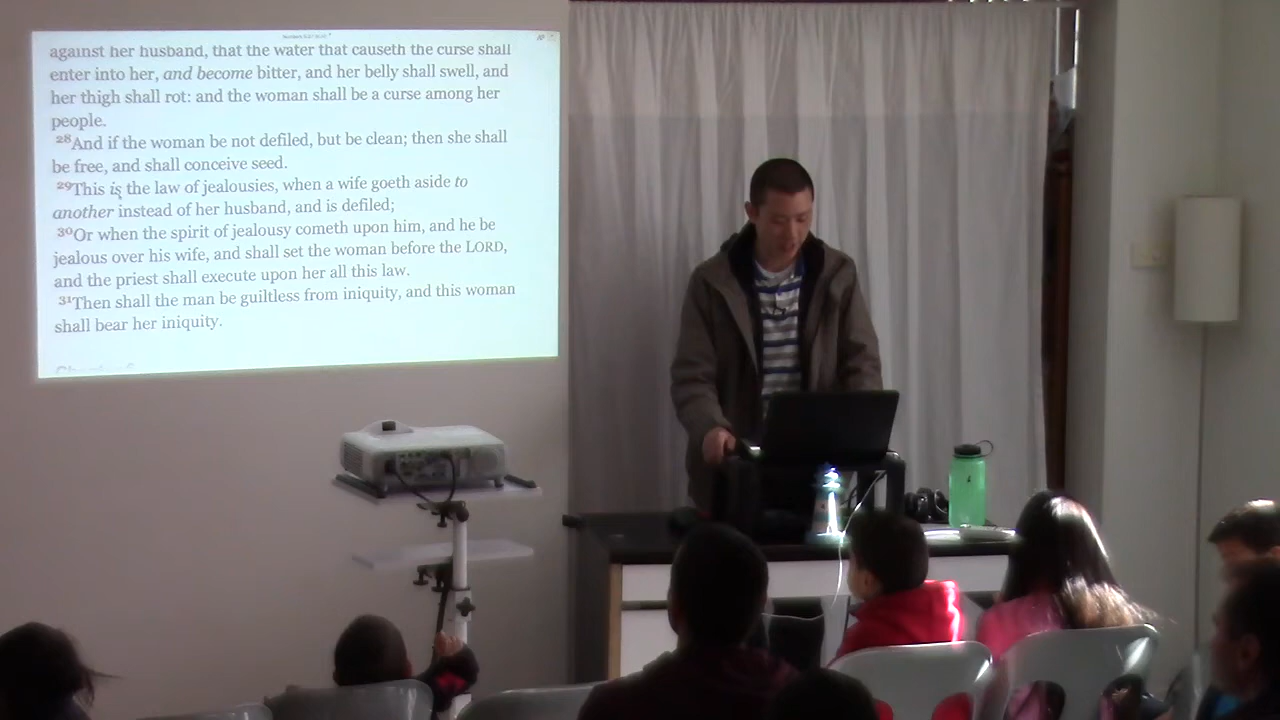 against her husband, that the water that causeth the curse shall
enter into her, and become bitter, and her belly shall swell, and
her thigh shall rot: and the woman shall be a curse among her
people.
28And if the woman be not defiled, but be clean; then she shall
be free, and shall conceive seed.
29This is the law of jealousies, when a wife goeth aside to
another instead of her husband, and is defiled;
30Or when the spirit of jealousy cometh upon him, and he be
jealous over his wife, and shall set the woman before the LORD,
and the priest shall execute upon her all this law.
31Then shall the man be guiltless from iniquity, and this woman
shall bear her iniquity.